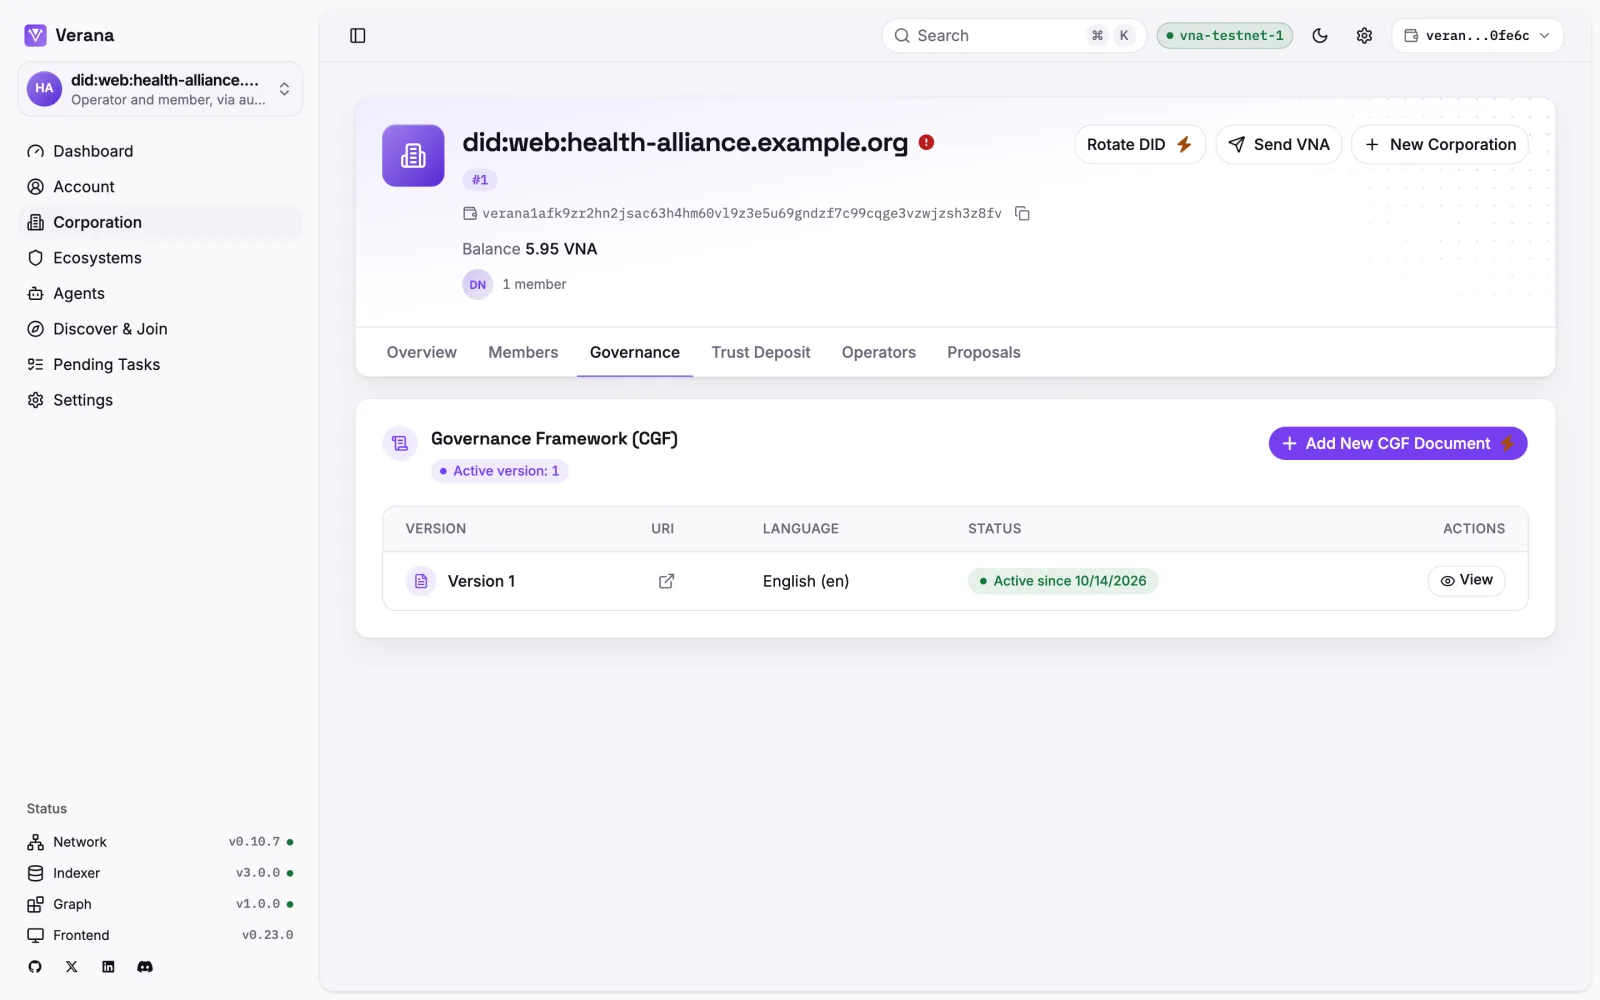 Verana
HA
did:web:health-alliance....
Operator and member, via au...
Dashboard
Account
Corporation
Ecosystems
Agents
Discover & Join
Pending Tasks
Settings
Status
Network v0.10.7
Indexer v3.0.0
Graph v1.0.0
Frontend v0.23.0
Search ⌘ K
vna-testnet-1
veran...0fe6c
did:web:health-alliance.example.org
#1
verana1afk9zr2hn2jsac63h4hm60vl9z3e5u69gndzf7c99cqge3vzwjzsh3z8fv
Balance 5.95 VNA
DN 1 member
Rotate DID
Send VNA
New Corporation
Overview Members Governance Trust Deposit Operators Proposals
Governance Framework (CGF)
Active version: 1
Add New CGF Document
VERSION URI LANGUAGE STATUS ACTIONS
Version 1 English (en) Active since 10/14/2026 View